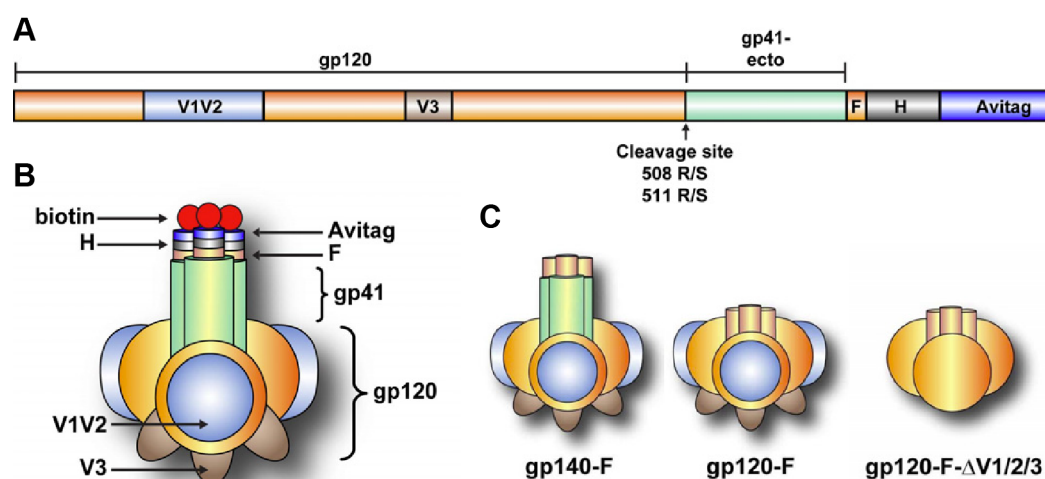 A
gp120
gp41-
ecto
V1V2
V3
F
H
Avitag
Cleavage site
508 R/S
511 R/S
B
biotin
H
Avitag
F
gp41
gp120
V1V2
V3
C
gp140-F
gp120-F
gp120-F-ΔV1/2/3